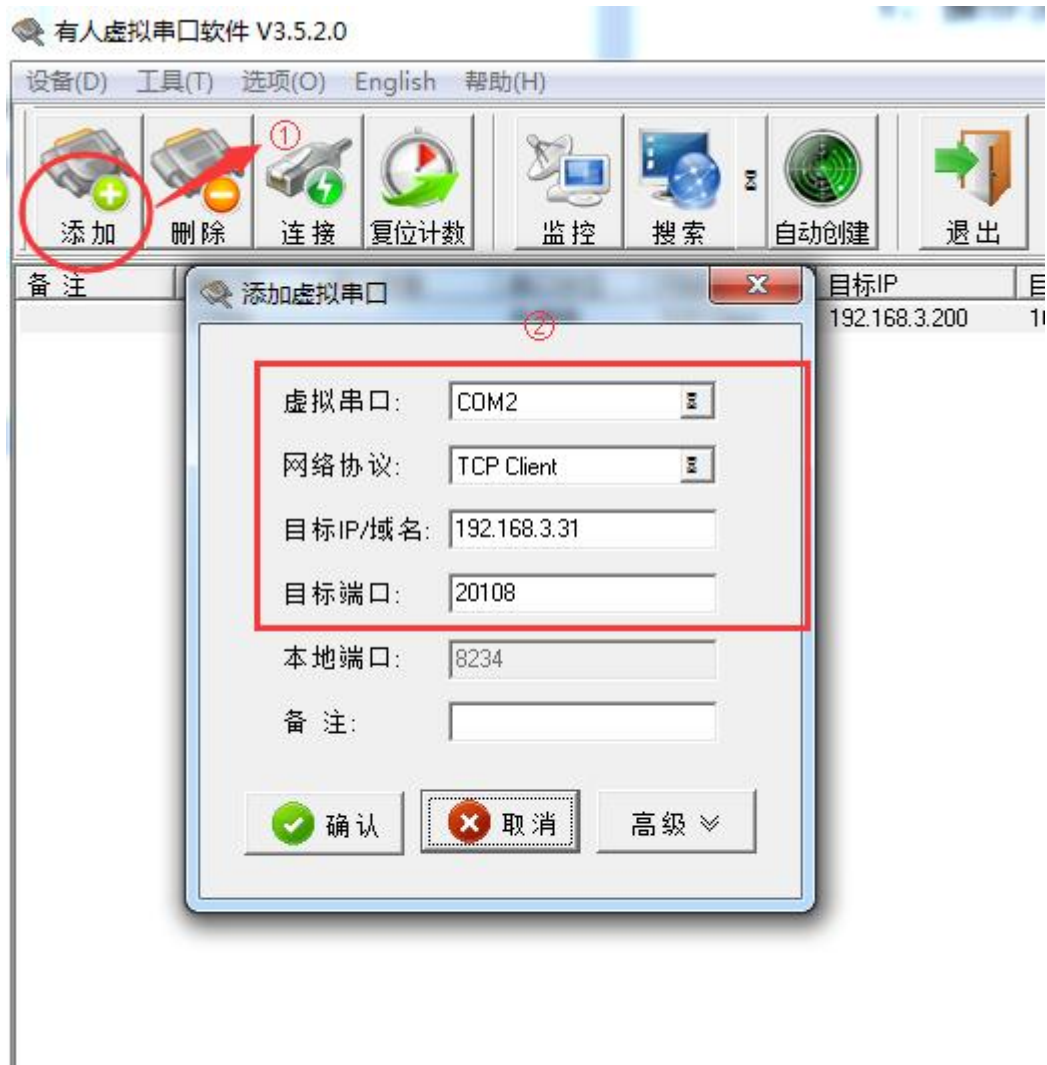 有人虚拟串口软件 V3.5.2.0
设备(D) 工具(T) 选项(O) English 帮助(H)
①
添加 删除 连接 复位计数 监控 搜索 自动创建 退出
备 注 目标IP
192.168.3.200
添加虚拟串口
②
虚拟串口: COM2
网络协议: TCP Client
目标IP/域名: 192.168.3.31
目标端口: 20108
本地端口: 8234
备 注:
确认 取消 高级